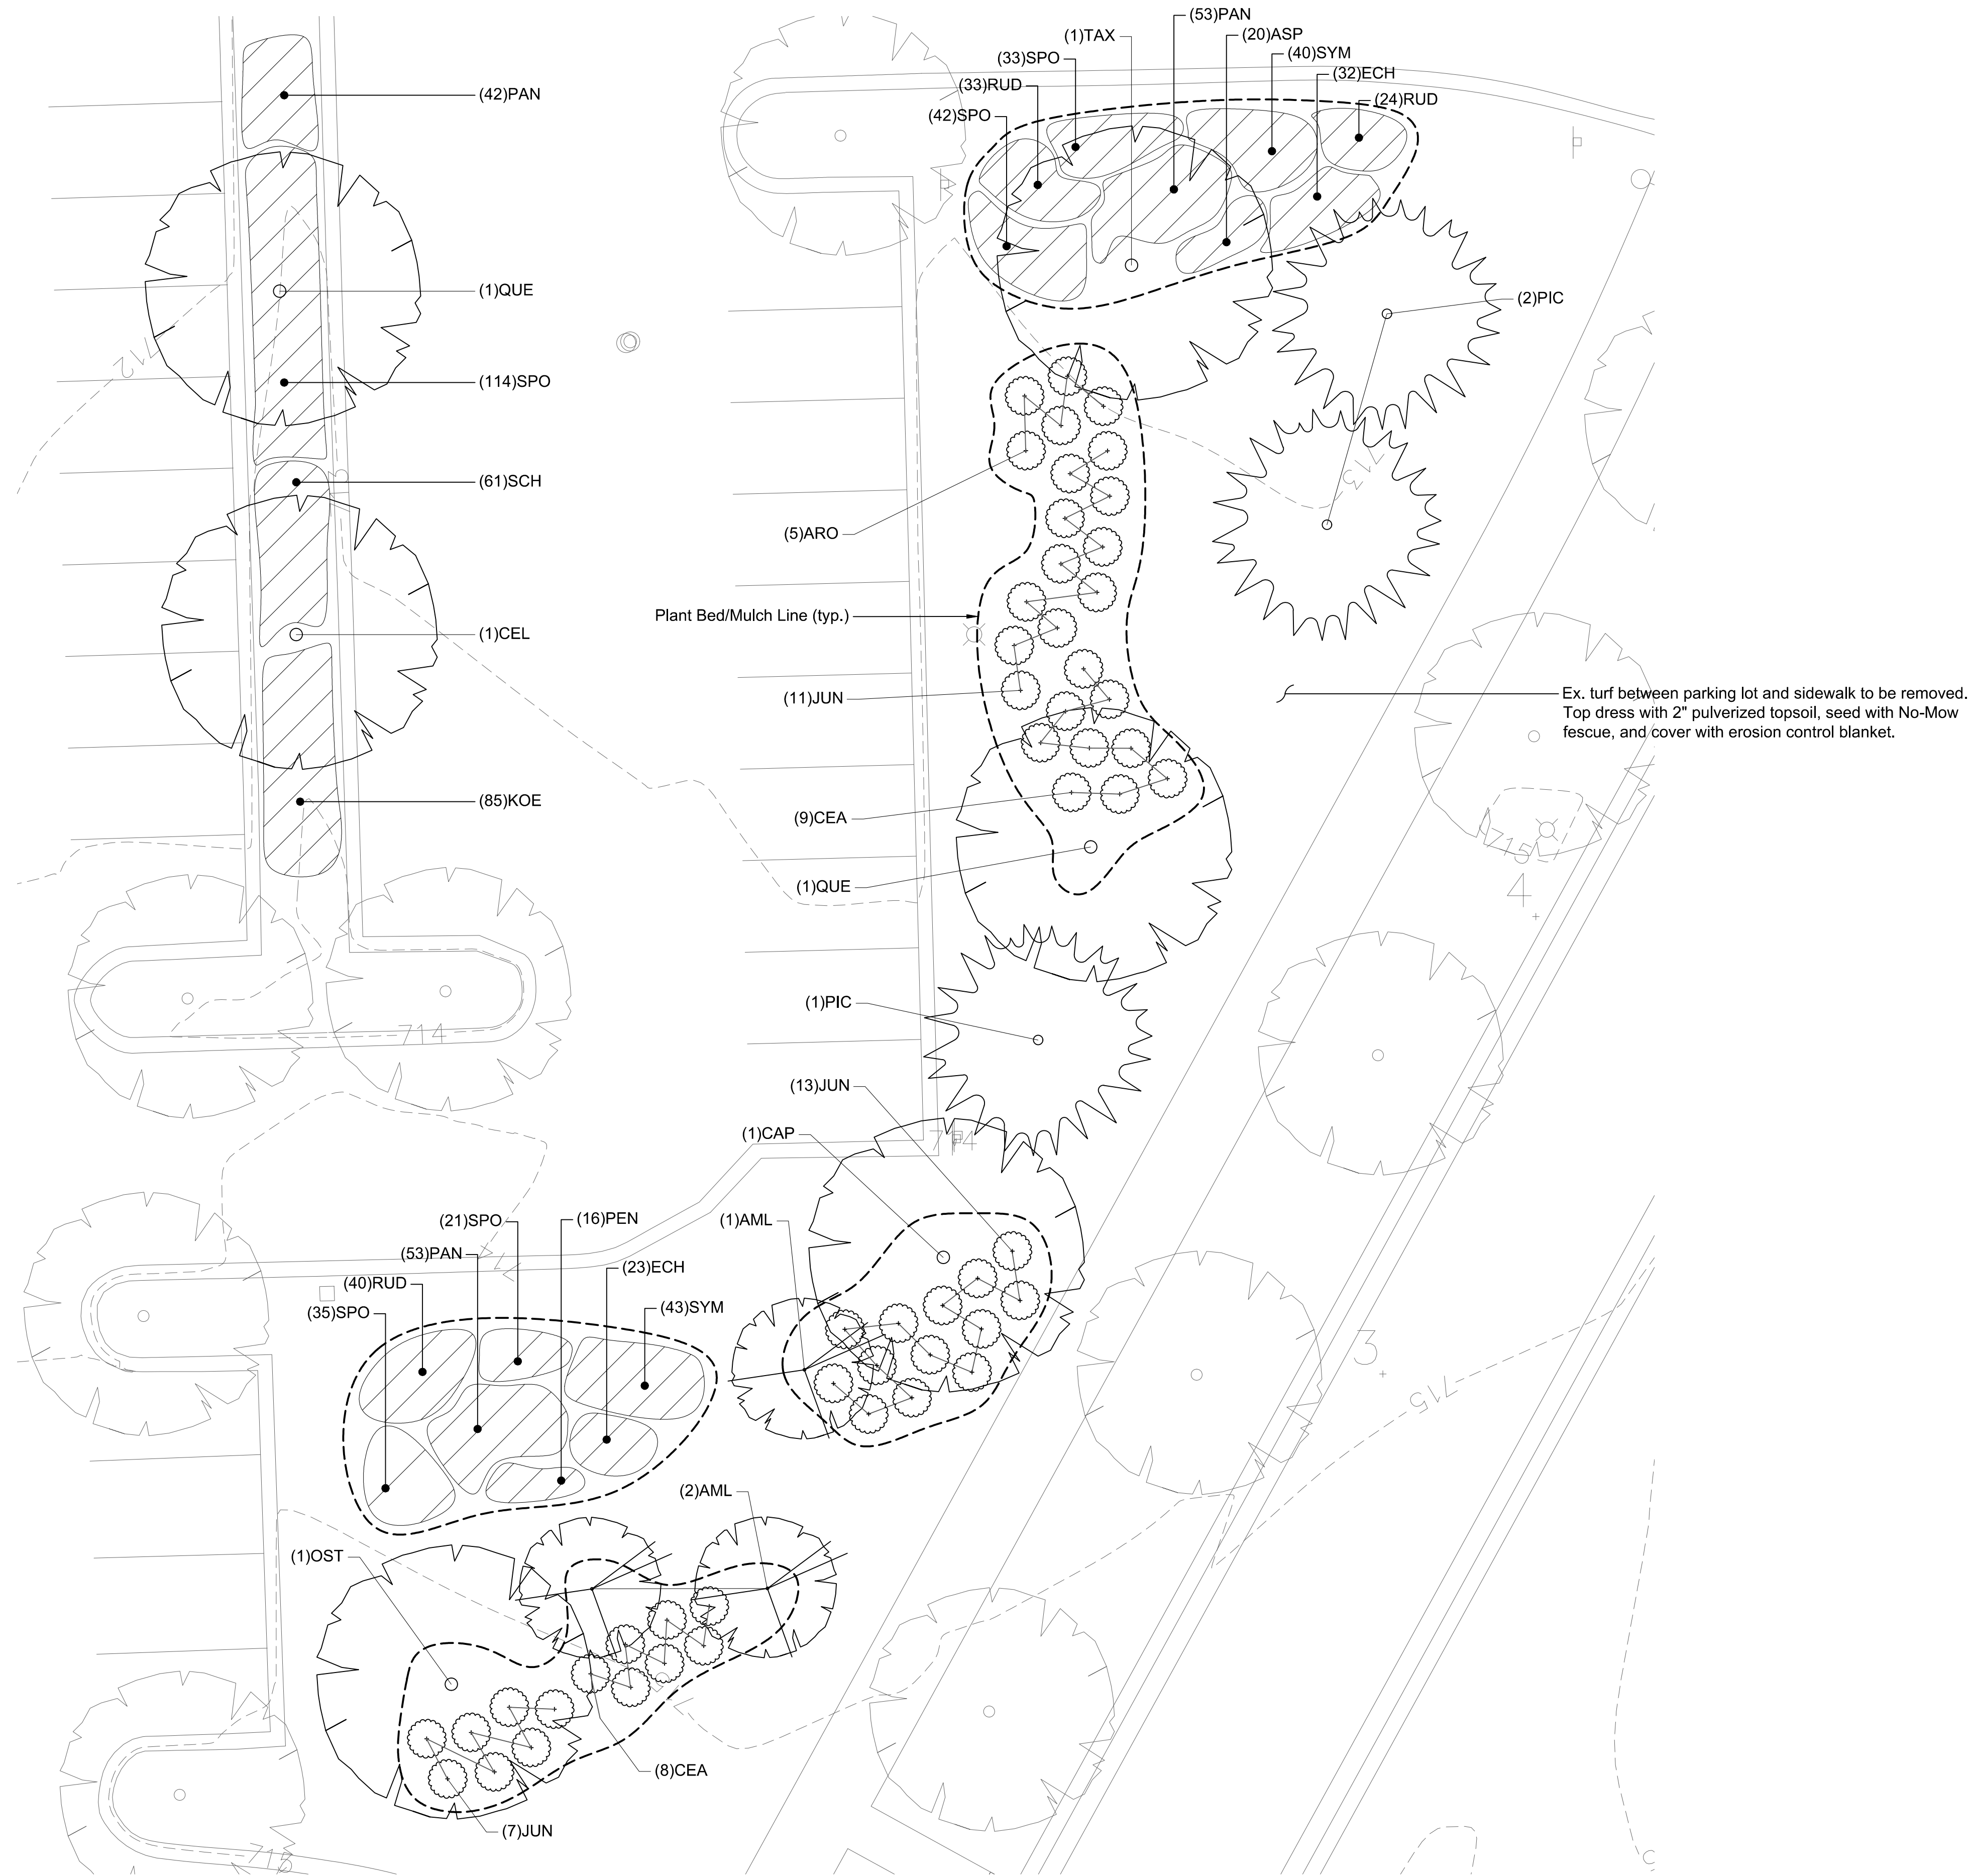 (53)PAN
(1)TAX
(20)ASP
(33)SPO
(40)SYM
(33)RUD
(32)ECH
(42)SPO
(24)RUD
(42)PAN
(1)QUE
(2)PIC
712
(114)SPO
713
(61)SCH
713
(5)ARO
Plant Bed/Mulch Line (typ.)
(1)CEL
(11)JUN
Ex. turf between parking lot and sidewalk to be removed.
Top dress with 2" pulverized topsoil, seed with No-Mow
fescue, and cover with erosion control blanket.
(85)KOE
(9)CEA
715
(1)QUE
4
(1)PIC
714
(13)JUN
(1)CAP
714
(21)SPO
(16)PEN
(1)AML
(53)PAN
(40)RUD
(23)ECH
(35)SPO
(43)SYM
3
715
(2)AML
(1)OST
(8)CEA
(7)JUN
715